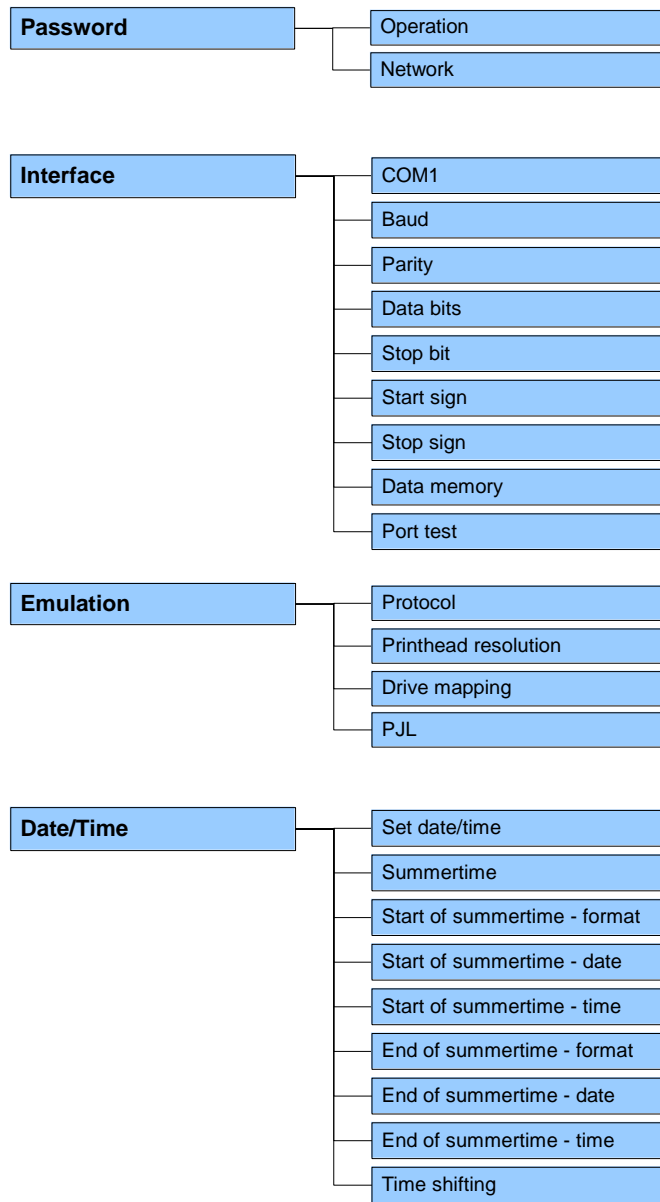 Password
Operation
Network
Interface
COM1
Baud
Parity
Data bits
Stop bit
Start sign
Stop sign
Data memory
Port test
Emulation
Protocol
Printhead resolution
Drive mapping
PJL
Date/Time
Set date/time
Summertime
Start of summertime - format
Start of summertime - date
Start of summertime - time
End of summertime - format
End of summertime - date
End of summertime - time
Time shifting